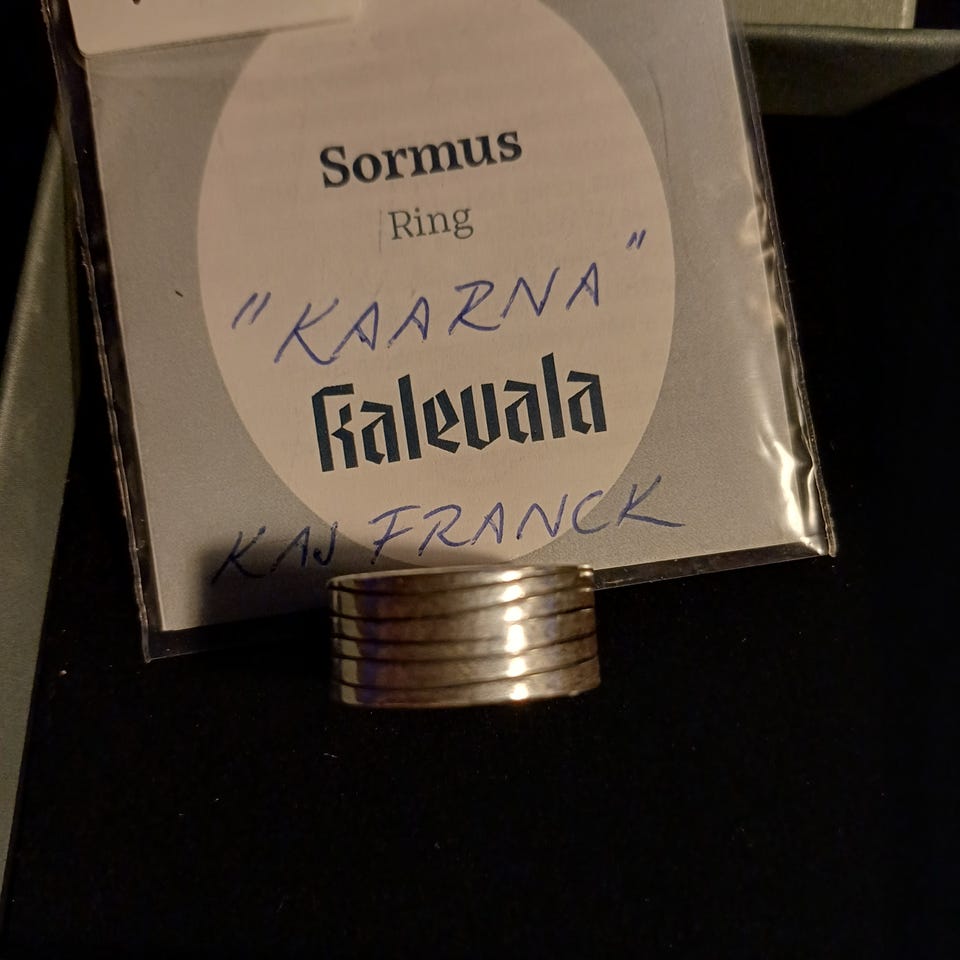 Sormus
Ring
"KAARNA"
Kalevala
KAJ FRANCK